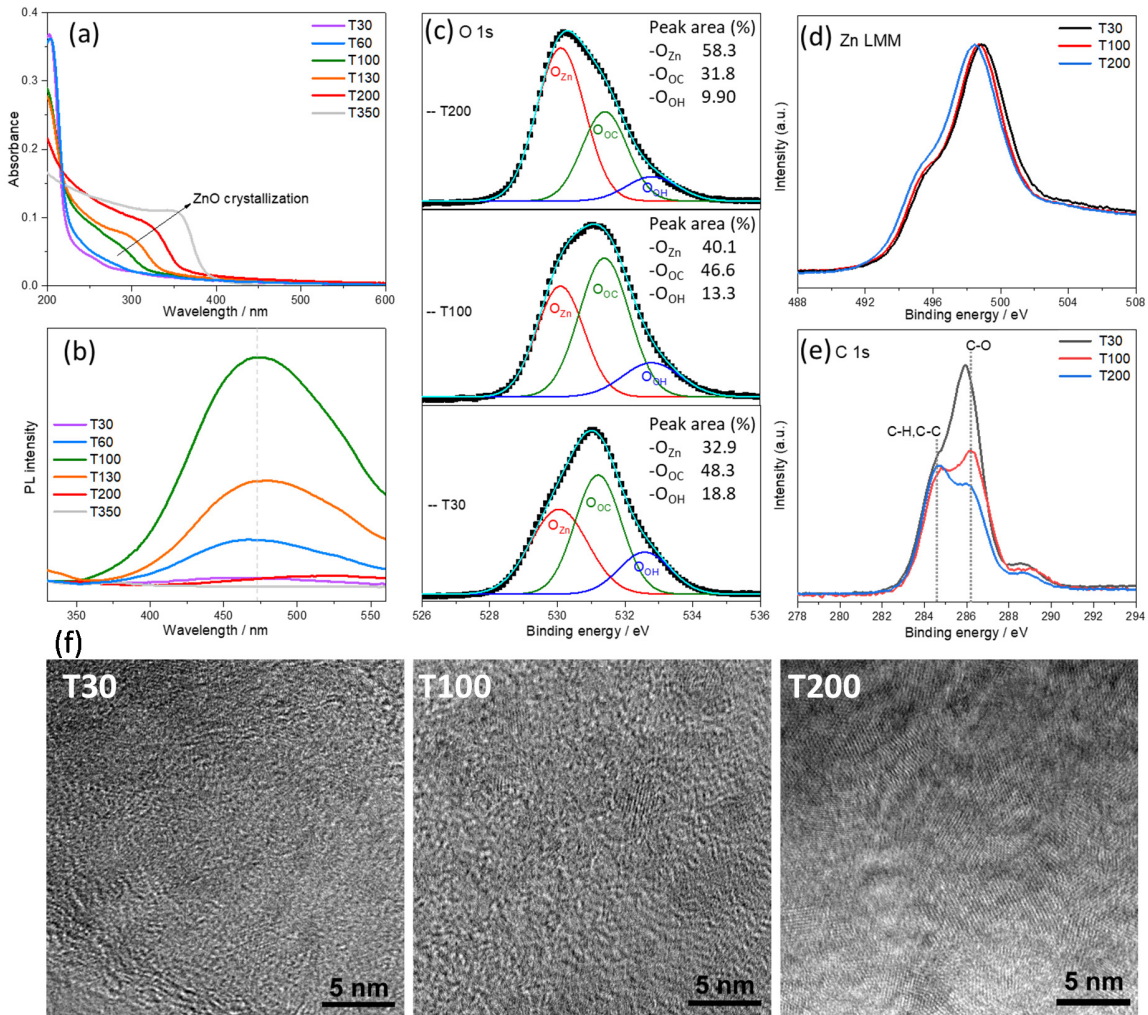 (a)
0.4
0.3
0.2
0.1
0.0
Absorbance
T30
T60
T100
T130
T200
T350
ZnO crystallization
200 300 400 500 600
Wavelength / nm
(b)
PL intensity
T30
T60
T100
T130
T200
T350
350 400 450 500 550
Wavelength / nm
(c) O 1s
Peak area (%)
-OZn 58.3
-OOC 31.8
-OOH 9.90
OZn
-- T200
OOC
OOH
Peak area (%)
-OZn 40.1
-OOC 46.6
-OOH 13.3
OOC
OZn
-- T100
OOH
Peak area (%)
-OZn 32.9
-OOC 48.3
-OOH 18.8
OOC
-- T30
OZn
OOH
526 528 530 532 534 536
Binding energy / eV
(d) Zn LMM
T30
T100
T200
Intensity (a.u.)
488 492 496 500 504 508
Binding energy / eV
(e) C 1s
C-O
T30
T100
T200
C-H,C-C
Intensity (a.u.)
278 280 282 284 286 288 290 292 294
Binding energy / eV
(f)
T30
5 nm
T100
5 nm
T200
5 nm